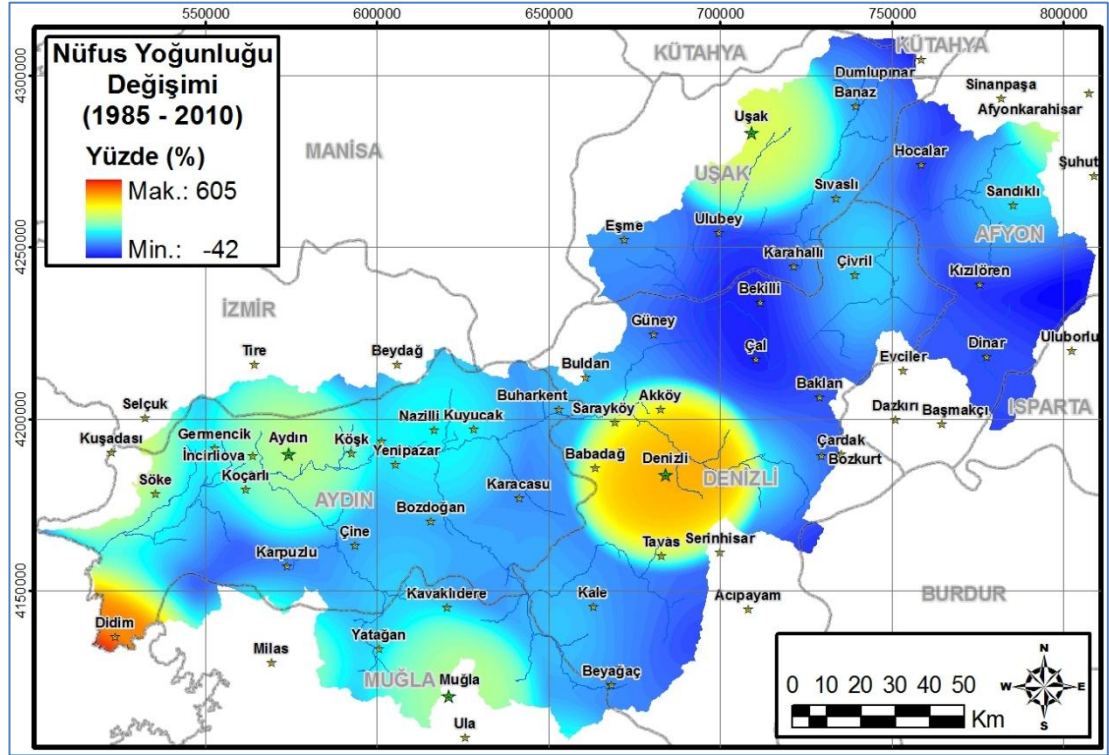 550000 600000 650000 700000 750000 800000
4300000
4250000
4200000
4150000
Nüfus Yoğunluğu
Değişimi
(1985 - 2010)
Yüzde (%)
Mak.: 605
Min.: -42
KÜTAHYA
KÜTAHYA
Dumlupınar
Banaz
Sinanpaşa
Afyonkarahisar
Uşak
MANİSA
Hocalar
Şuhut
UŞAK
Sıvaslı
Sandıklı
Eşme
Ulubey
AFYON
Karahallı
Çivril
Kızılören
Bekilli
İZMİR
Güney
Çal
Dinar
Uluborlu
Tire
Beydağ
Buldan
Evciler
Baklan
Selçuk
Buharkent
Akköy
Sarayköy
Dazkırı
Başmakçı
ISPARTA
Kuşadası
Germencik
Aydın
Köşk
Nazilli
Kuyucak
İncirliova
Yenipazar
Babadağ
Denizli
Çardak
Bozkurt
Söke
Koçarlı
AYDIN
Karacasu
DENİZLİ
Bozdoğan
Çine
Karpuzlu
Tavas
Serinhisar
Kavaklıdere
Kale
Acıpayam
BURDUR
Didim
Yatağan
Milas
MUĞLA
Muğla
Beyağaç
Ula
N
W
E
S
0 10 20 30 40 50
Km